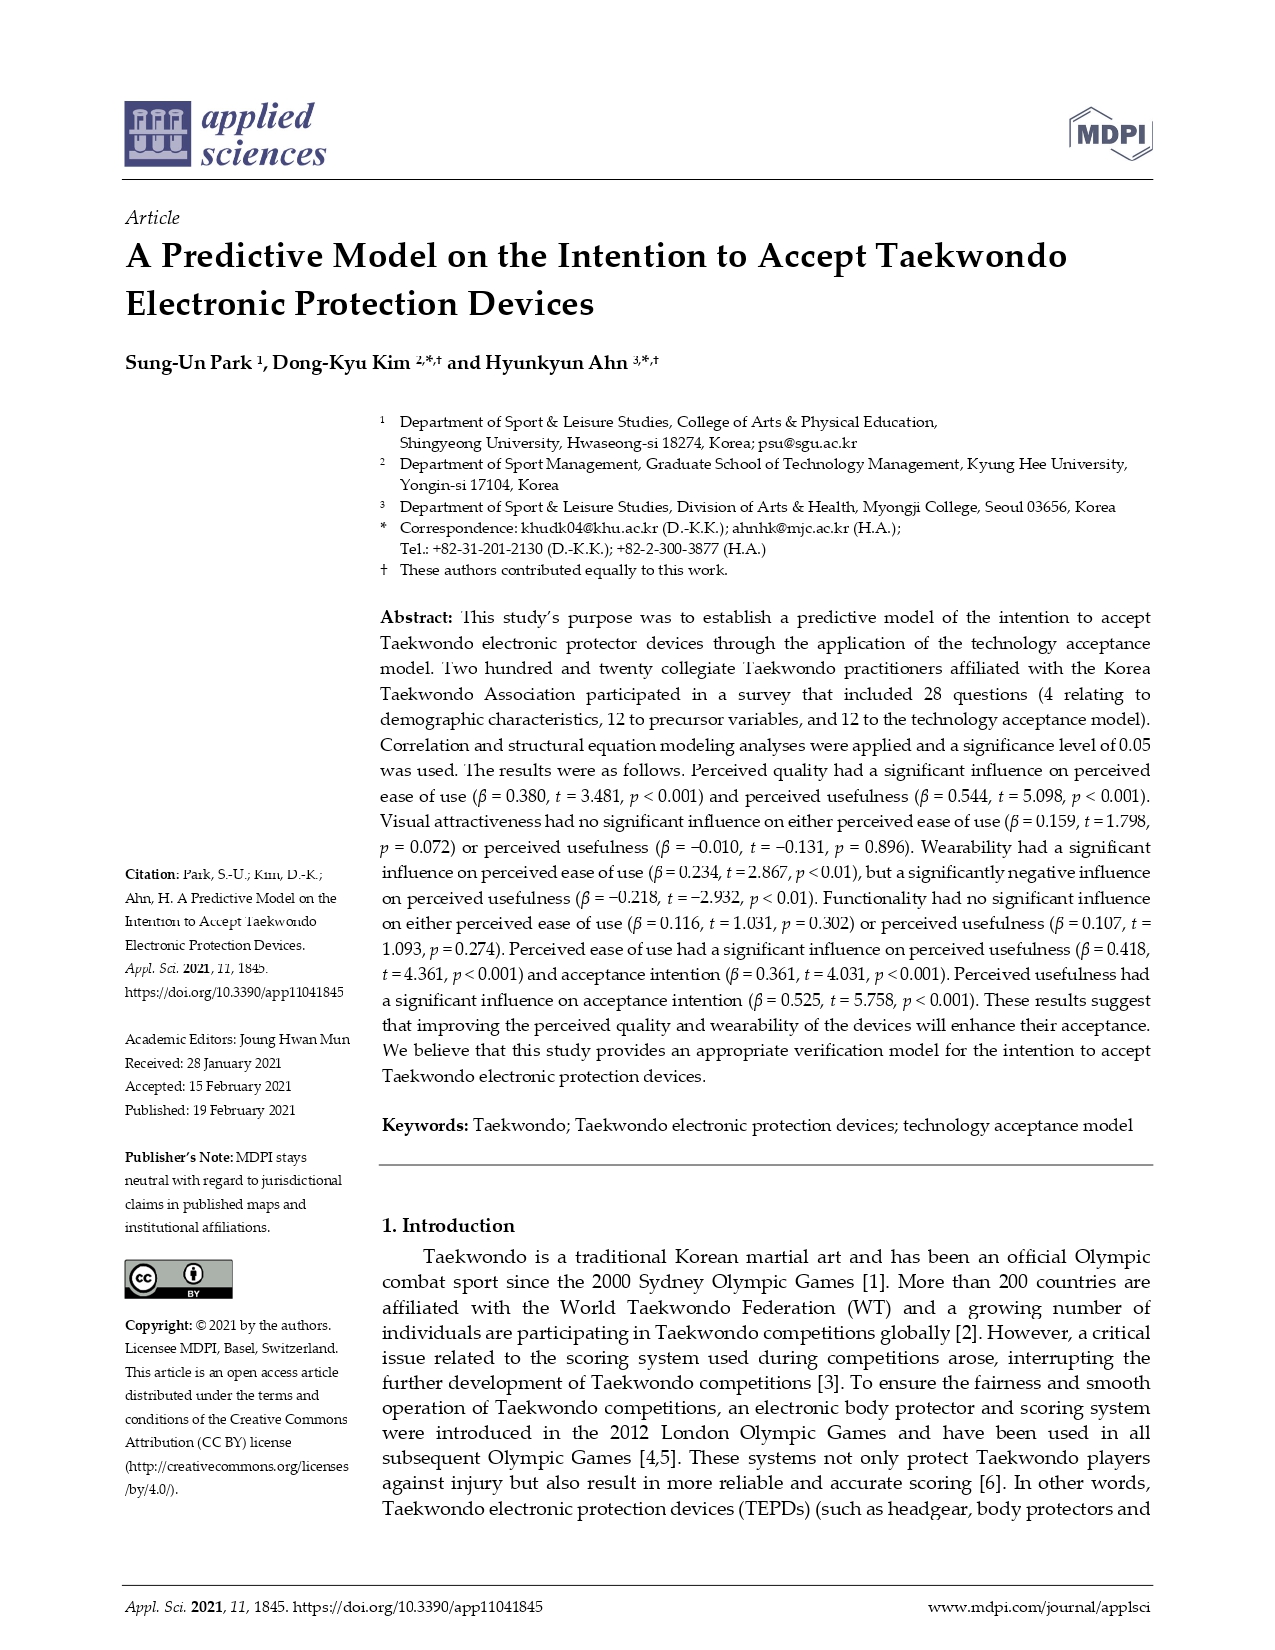 applied
sciences
MDPI
Article
A Predictive Model on the Intention to Accept Taekwondo
Electronic Protection Devices
Sung-Un Park 1, Dong-Kyu Kim 2,*,† and Hyunkyun Ahn 3,*,†
1 Department of Sport & Leisure Studies, College of Arts & Physical Education,
Shingyeong University, Hwaseong-si 18274, Korea; psu@sgu.ac.kr
2 Department of Sport Management, Graduate School of Technology Management, Kyung Hee University,
Yongin-si 17104, Korea
3 Department of Sport & Leisure Studies, Division of Arts & Health, Myongji College, Seoul 03656, Korea
* Correspondence: khudk04@khu.ac.kr (D.-K.K.); ahnhk@mjc.ac.kr (H.A.);
Tel.: +82-31-201-2130 (D.-K.K.); +82-2-300-3877 (H.A.)
† These authors contributed equally to this work.
Abstract: This study's purpose was to establish a predictive model of the intention to accept
Taekwondo electronic protector devices through the application of the technology acceptance
model. Two hundred and twenty collegiate Taekwondo practitioners affiliated with the Korea
Taekwondo Association participated in a survey that included 28 questions (4 relating to
demographic characteristics, 12 to precursor variables, and 12 to the technology acceptance model).
Correlation and structural equation modeling analyses were applied and a significance level of 0.05
was used. The results were as follows. Perceived quality had a significant influence on perceived
ease of use (β = 0.380, t = 3.481, p < 0.001) and perceived usefulness (β = 0.544, t = 5.098, p < 0.001).
Visual attractiveness had no significant influence on either perceived ease of use (β = 0.159, t = 1.798,
p = 0.072) or perceived usefulness (β = −0.010, t = −0.131, p = 0.896). Wearability had a significant
influence on perceived ease of use (β = 0.234, t = 2.867, p < 0.01), but a significantly negative influence
on perceived usefulness (β = −0.218, t = −2.932, p < 0.01). Functionality had no significant influence
on either perceived ease of use (β = 0.116, t = 1.031, p = 0.302) or perceived usefulness (β = 0.107, t =
1.093, p = 0.274). Perceived ease of use had a significant influence on perceived usefulness (β = 0.418,
t = 4.361, p < 0.001) and acceptance intention (β = 0.361, t = 4.031, p < 0.001). Perceived usefulness had
a significant influence on acceptance intention (β = 0.525, t = 5.758, p < 0.001). These results suggest
that improving the perceived quality and wearability of the devices will enhance their acceptance.
We believe that this study provides an appropriate verification model for the intention to accept
Taekwondo electronic protection devices.
Keywords: Taekwondo; Taekwondo electronic protection devices; technology acceptance model
Citation: Park, S.-U.; Kim, D.-K.;
Ahn, H. A Predictive Model on the
Intention to Accept Taekwondo
Electronic Protection Devices.
Appl. Sci. 2021, 11, 1845.
https://doi.org/10.3390/app11041845
Academic Editors: Joung Hwan Mun
Received: 28 January 2021
Accepted: 15 February 2021
Published: 19 February 2021
Publisher's Note: MDPI stays
neutral with regard to jurisdictional
claims in published maps and
institutional affiliations.
cc
BY
Copyright: © 2021 by the authors.
Licensee MDPI, Basel, Switzerland.
This article is an open access article
distributed under the terms and
conditions of the Creative Commons
Attribution (CC BY) license
(http://creativecommons.org/licenses
/by/4.0/).
1. Introduction
Taekwondo is a traditional Korean martial art and has been an official Olympic
combat sport since the 2000 Sydney Olympic Games [1]. More than 200 countries are
affiliated with the World Taekwondo Federation (WT) and a growing number of
individuals are participating in Taekwondo competitions globally [2]. However, a critical
issue related to the scoring system used during competitions arose, interrupting the
further development of Taekwondo competitions [3]. To ensure the fairness and smooth
operation of Taekwondo competitions, an electronic body protector and scoring system
were introduced in the 2012 London Olympic Games and have been used in all
subsequent Olympic Games [4,5]. These systems not only protect Taekwondo players
against injury but also result in more reliable and accurate scoring [6]. In other words,
Taekwondo electronic protection devices (TEPDs) (such as headgear, body protectors and
Appl. Sci. 2021, 11, 1845. https://doi.org/10.3390/app11041845
www.mdpi.com/journal/applsci